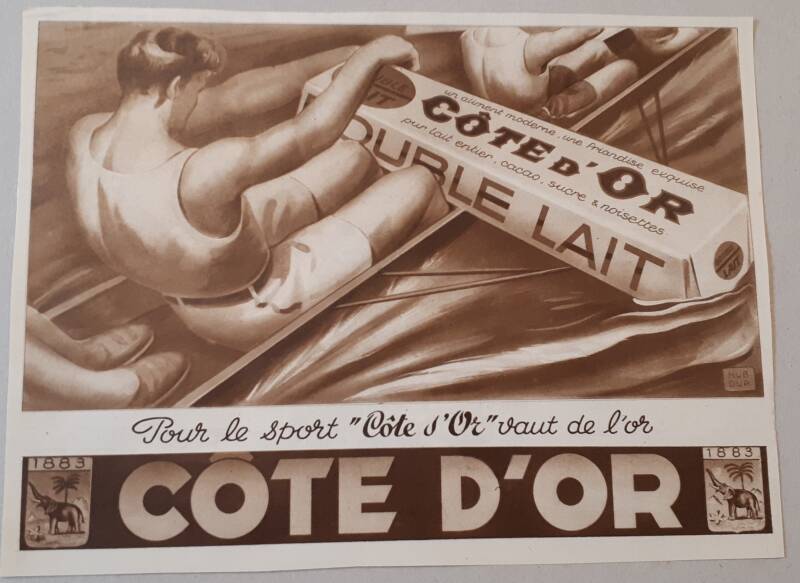 un aliment moderne. une friandise exquise
CÔTE D'OR
pur lait entier, cacao, sucre & noisettes
DOUBLE LAIT
LAIT
LAIT
HUB
DUP
Pour le sport "Côte d'Or" vaut de l'or
1883
CÔTE D'OR
1883